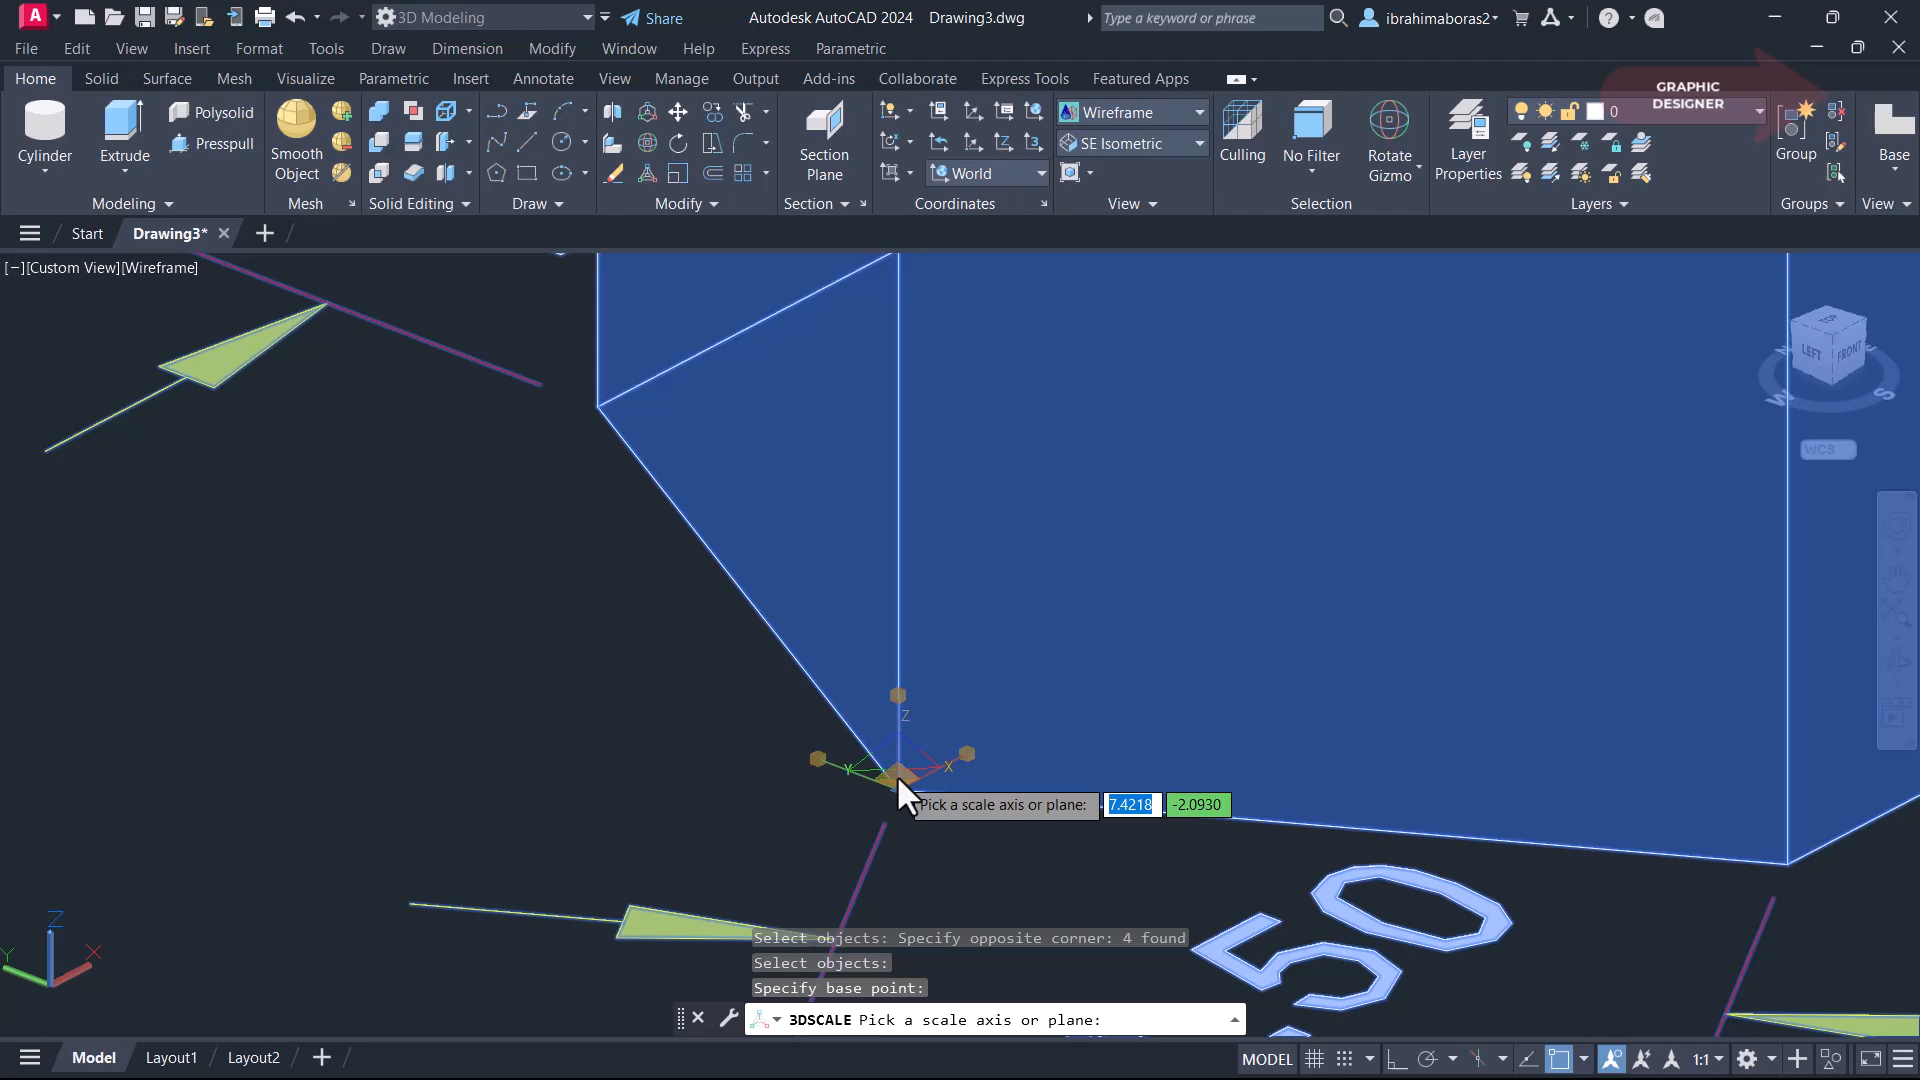 A 3D Modeling Share Autodesk AutoCAD 2024 Drawing3.dwg Type a keyword or phrase ibrahimaboras2
File Edit View Insert Format Tools Draw Dimension Modify Window Help Express Parametric
Home Solid Surface Mesh Visualize Parametric Insert Annotate View Manage Output Add-ins Collaborate Express Tools Featured Apps
GRAPHIC
DESIGNER
Cylinder
Extrude
Polysolid
Presspull
Smooth
Object
Section
Plane
World
Wireframe
SE Isometric
Culling
No Filter
Rotate
Gizmo
Layer
Properties
0
Group
Base
Modeling Mesh Solid Editing Draw Modify Section Coordinates View Selection Layers Groups View
Start Drawing3*
[−][Custom View][Wireframe]
TOP
LEFT FRONT
W S
WCS
Z
Y X
Pick a scale axis or plane: 7.4218 -2.0930
50
Z
Y X
Select objects: Specify opposite corner: 4 found
Select objects:
Specify base point:
3DSCALE Pick a scale axis or plane:
Model Layout1 Layout2 MODEL 1:1